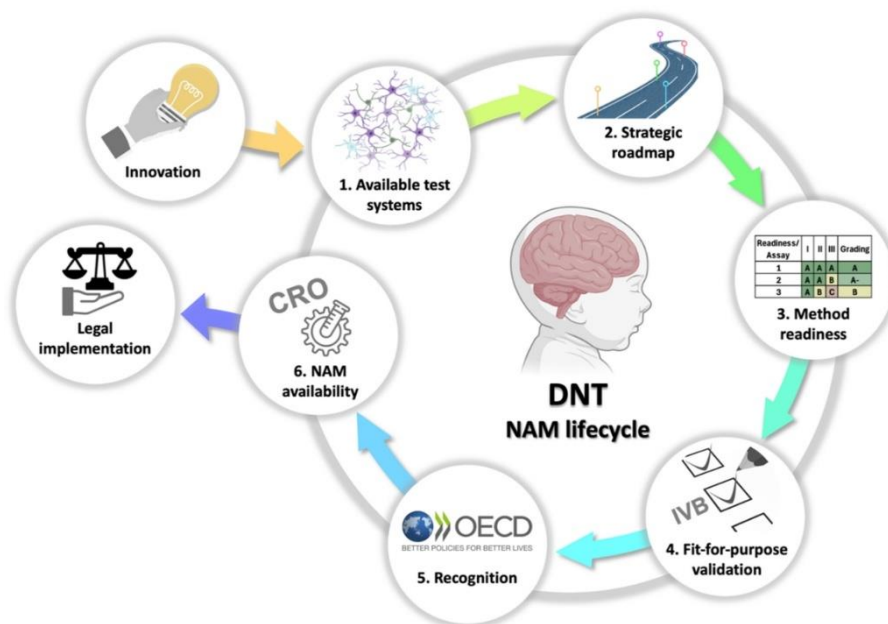 Innovation
1. Available test
systems
2. Strategic
roadmap
Readiness/
Assay
I II III Grading
1 A A A A
2 A A B A-
3 A B C B
3. Method
readiness
IVB
4. Fit-for-purpose
validation
OECD
BETTER POLICIES FOR BETTER LIVES
5. Recognition
CRO
6. NAM
availability
Legal
implementation
DNT
NAM lifecycle